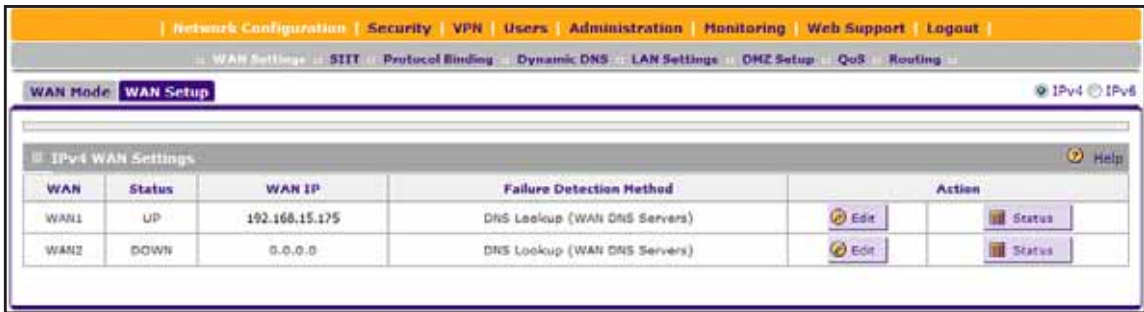 Network Configuration | Security | VPN | Users | Administration | Monitoring | Web Support | Logout
WAN Settings :: SIIT :: Protocol Binding :: Dynamic DNS :: LAN Settings :: DMZ Setup :: QoS :: Routing ::
WAN Mode WAN Setup IPv4 IPv6
IPv4 WAN Settings Help
WAN Status WAN IP Failure Detection Method Action
WAN1 UP 192.168.15.175 DNS Lookup (WAN DNS Servers) Edit Status
WAN2 DOWN 0.0.0.0 DNS Lookup (WAN DNS Servers) Edit Status